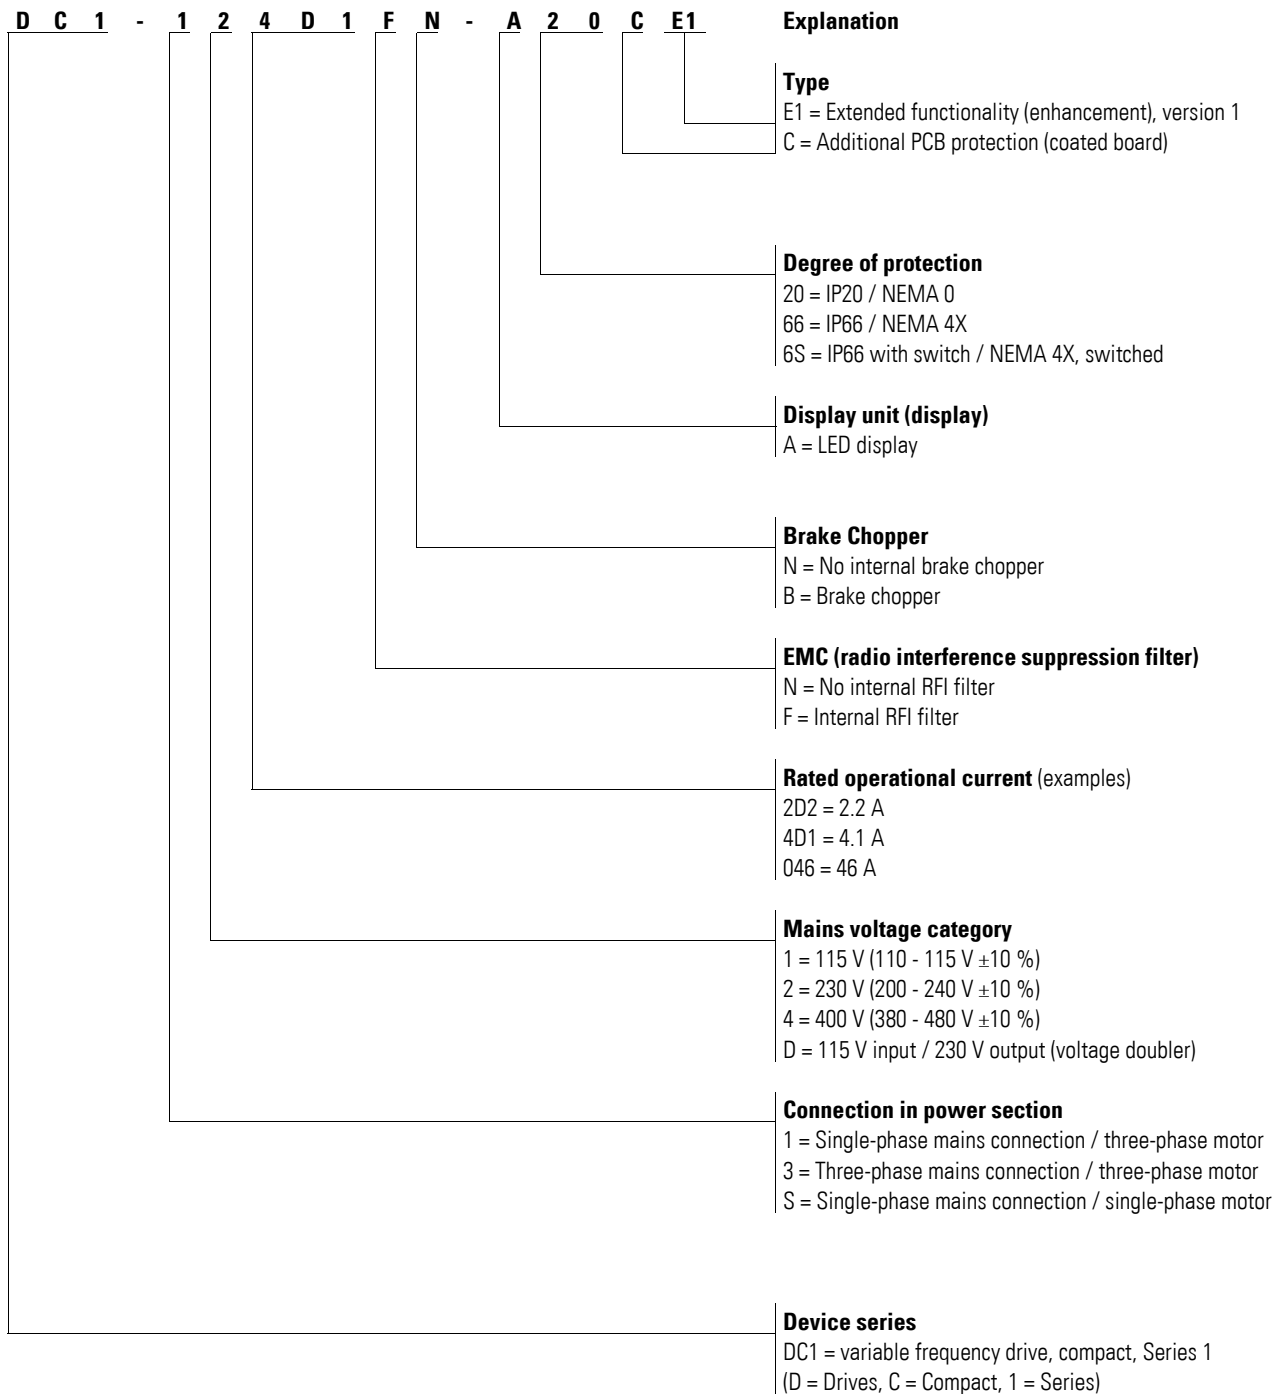 D C 1 - 1 2 4 D 1 F N - A 2 0 C E1 Explanation
Type
E1 = Extended functionality (enhancement), version 1
C = Additional PCB protection (coated board)
Degree of protection
20 = IP20 / NEMA 0
66 = IP66 / NEMA 4X
6S = IP66 with switch / NEMA 4X, switched
Display unit (display)
A = LED display
Brake Chopper
N = No internal brake chopper
B = Brake chopper
EMC (radio interference suppression filter)
N = No internal RFI filter
F = Internal RFI filter
Rated operational current (examples)
2D2 = 2.2 A
4D1 = 4.1 A
046 = 46 A
Mains voltage category
1 = 115 V (110 - 115 V ±10 %)
2 = 230 V (200 - 240 V ±10 %)
4 = 400 V (380 - 480 V ±10 %)
D = 115 V input / 230 V output (voltage doubler)
Connection in power section
1 = Single-phase mains connection / three-phase motor
3 = Three-phase mains connection / three-phase motor
S = Single-phase mains connection / single-phase motor
Device series
DC1 = variable frequency drive, compact, Series 1
(D = Drives, C = Compact, 1 = Series)